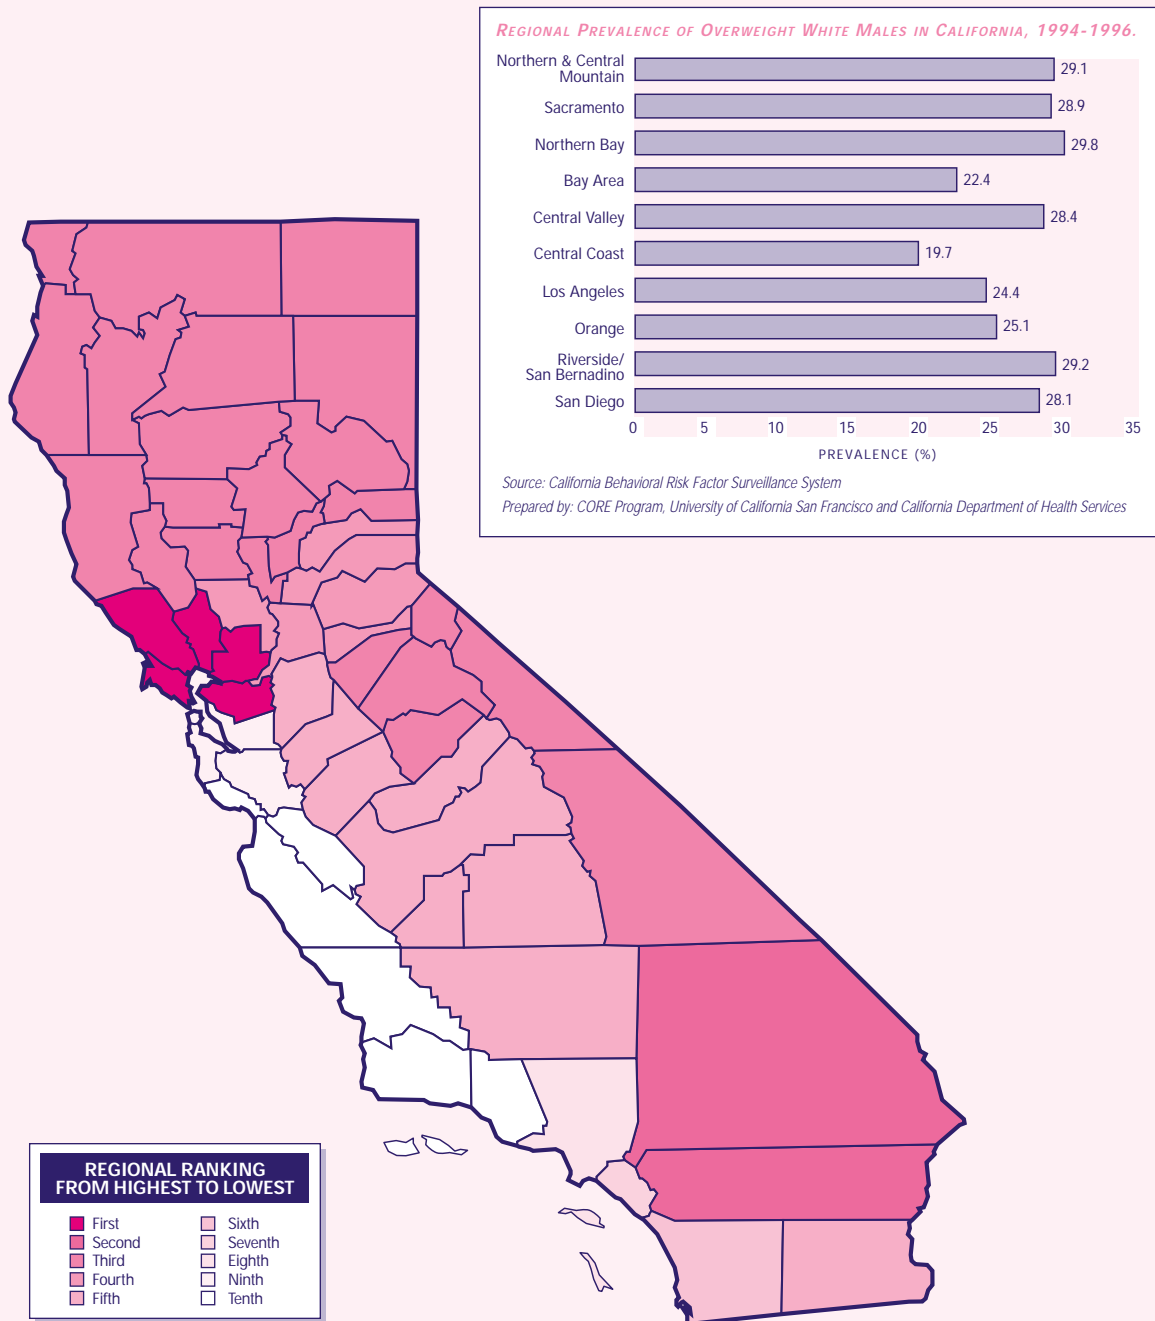 REGIONAL PREVALENCE OF OVERWEIGHT WHITE MALES IN CALIFORNIA, 1994-1996.
Northern & Central
Mountain
29.1
Sacramento
28.9
Northern Bay
29.8
Bay Area
22.4
Central Valley
28.4
Central Coast
19.7
Los Angeles
24.4
Orange
25.1
Riverside/
San Bernadino
29.2
San Diego
28.1
0 5 10 15 20 25 30 35
PREVALENCE (%)
Source: California Behavioral Risk Factor Surveillance System
Prepared by: CORE Program, University of California San Francisco and California Department of Health Services
REGIONAL RANKING
FROM HIGHEST TO LOWEST
First
Second
Third
Fourth
Fifth
Sixth
Seventh
Eighth
Ninth
Tenth